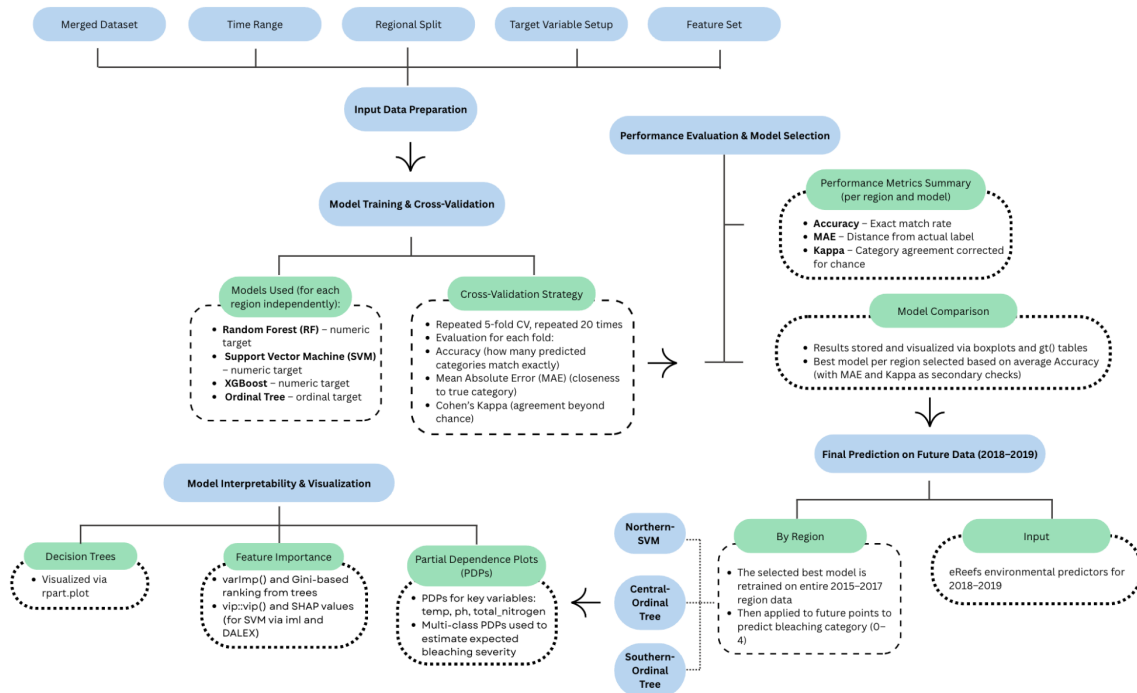 Merged Dataset
Time Range
Regional Split
Target Variable Setup
Feature Set
Input Data Preparation
Model Training & Cross-Validation
Models Used (for each
region independently):
• Random Forest (RF) – numeric
target
• Support Vector Machine (SVM)
– numeric target
• XGBoost – numeric target
• Ordinal Tree – ordinal target
Cross-Validation Strategy
• Repeated 5-fold CV, repeated 20 times
• Evaluation for each fold:
• Accuracy (how many predicted
categories match exactly)
• Mean Absolute Error (MAE) (closeness
to true category)
• Cohen's Kappa (agreement beyond
chance)
Performance Evaluation & Model Selection
Performance Metrics Summary
(per region and model)
• Accuracy – Exact match rate
• MAE – Distance from actual label
• Kappa – Category agreement corrected
for chance
Model Comparison
• Results stored and visualized via boxplots and gt() tables
• Best model per region selected based on average Accuracy
(with MAE and Kappa as secondary checks)
Final Prediction on Future Data (2018–2019)
By Region
• The selected best model is
retrained on entire 2015–2017
region data
• Then applied to future points to
predict bleaching category (0–
4)
Input
eReefs environmental predictors for
2018–2019
Northern-
SVM
Central-
Ordinal
Tree
Southern-
Ordinal
Tree
Model Interpretability & Visualization
Decision Trees
• Visualized via
rpart.plot
Feature Importance
• varImp() and Gini-based
ranking from trees
• vip::vip() and SHAP values
(for SVM via iml and
DALEX)
Partial Dependence Plots
(PDPs)
• PDPs for key variables:
temp, ph, total_nitrogen
• Multi-class PDPs used to
estimate expected
bleaching severity